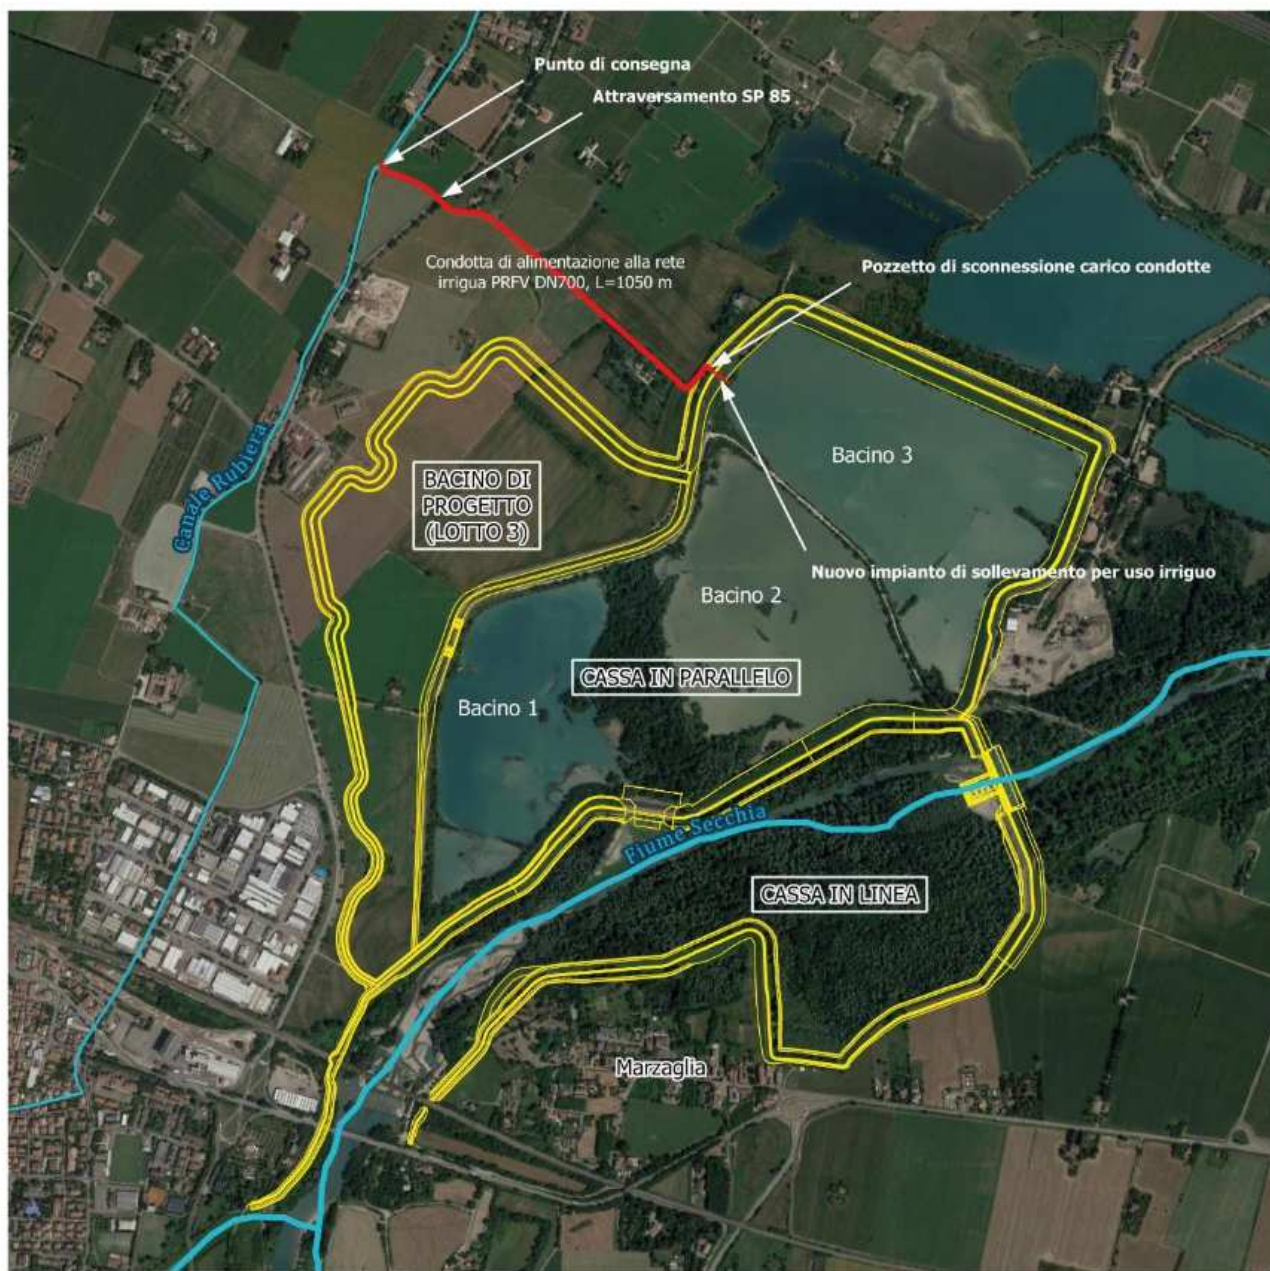 Punto di consegna
Attraversamento SP 85
Condotta di alimentazione alla rete
irrigua PRFV DN700, L=1050 m
Pozzetto di sconnessione carico condotte
Canale Rubiera
BACINO DI
PROGETTO
(LOTTO 3)
Bacino 3
Nuovo impianto di sollevamento per uso irriguo
Bacino 2
CASSA IN PARALLELO
Bacino 1
Fiume Secchia
CASSA IN LINEA
Marzaglia